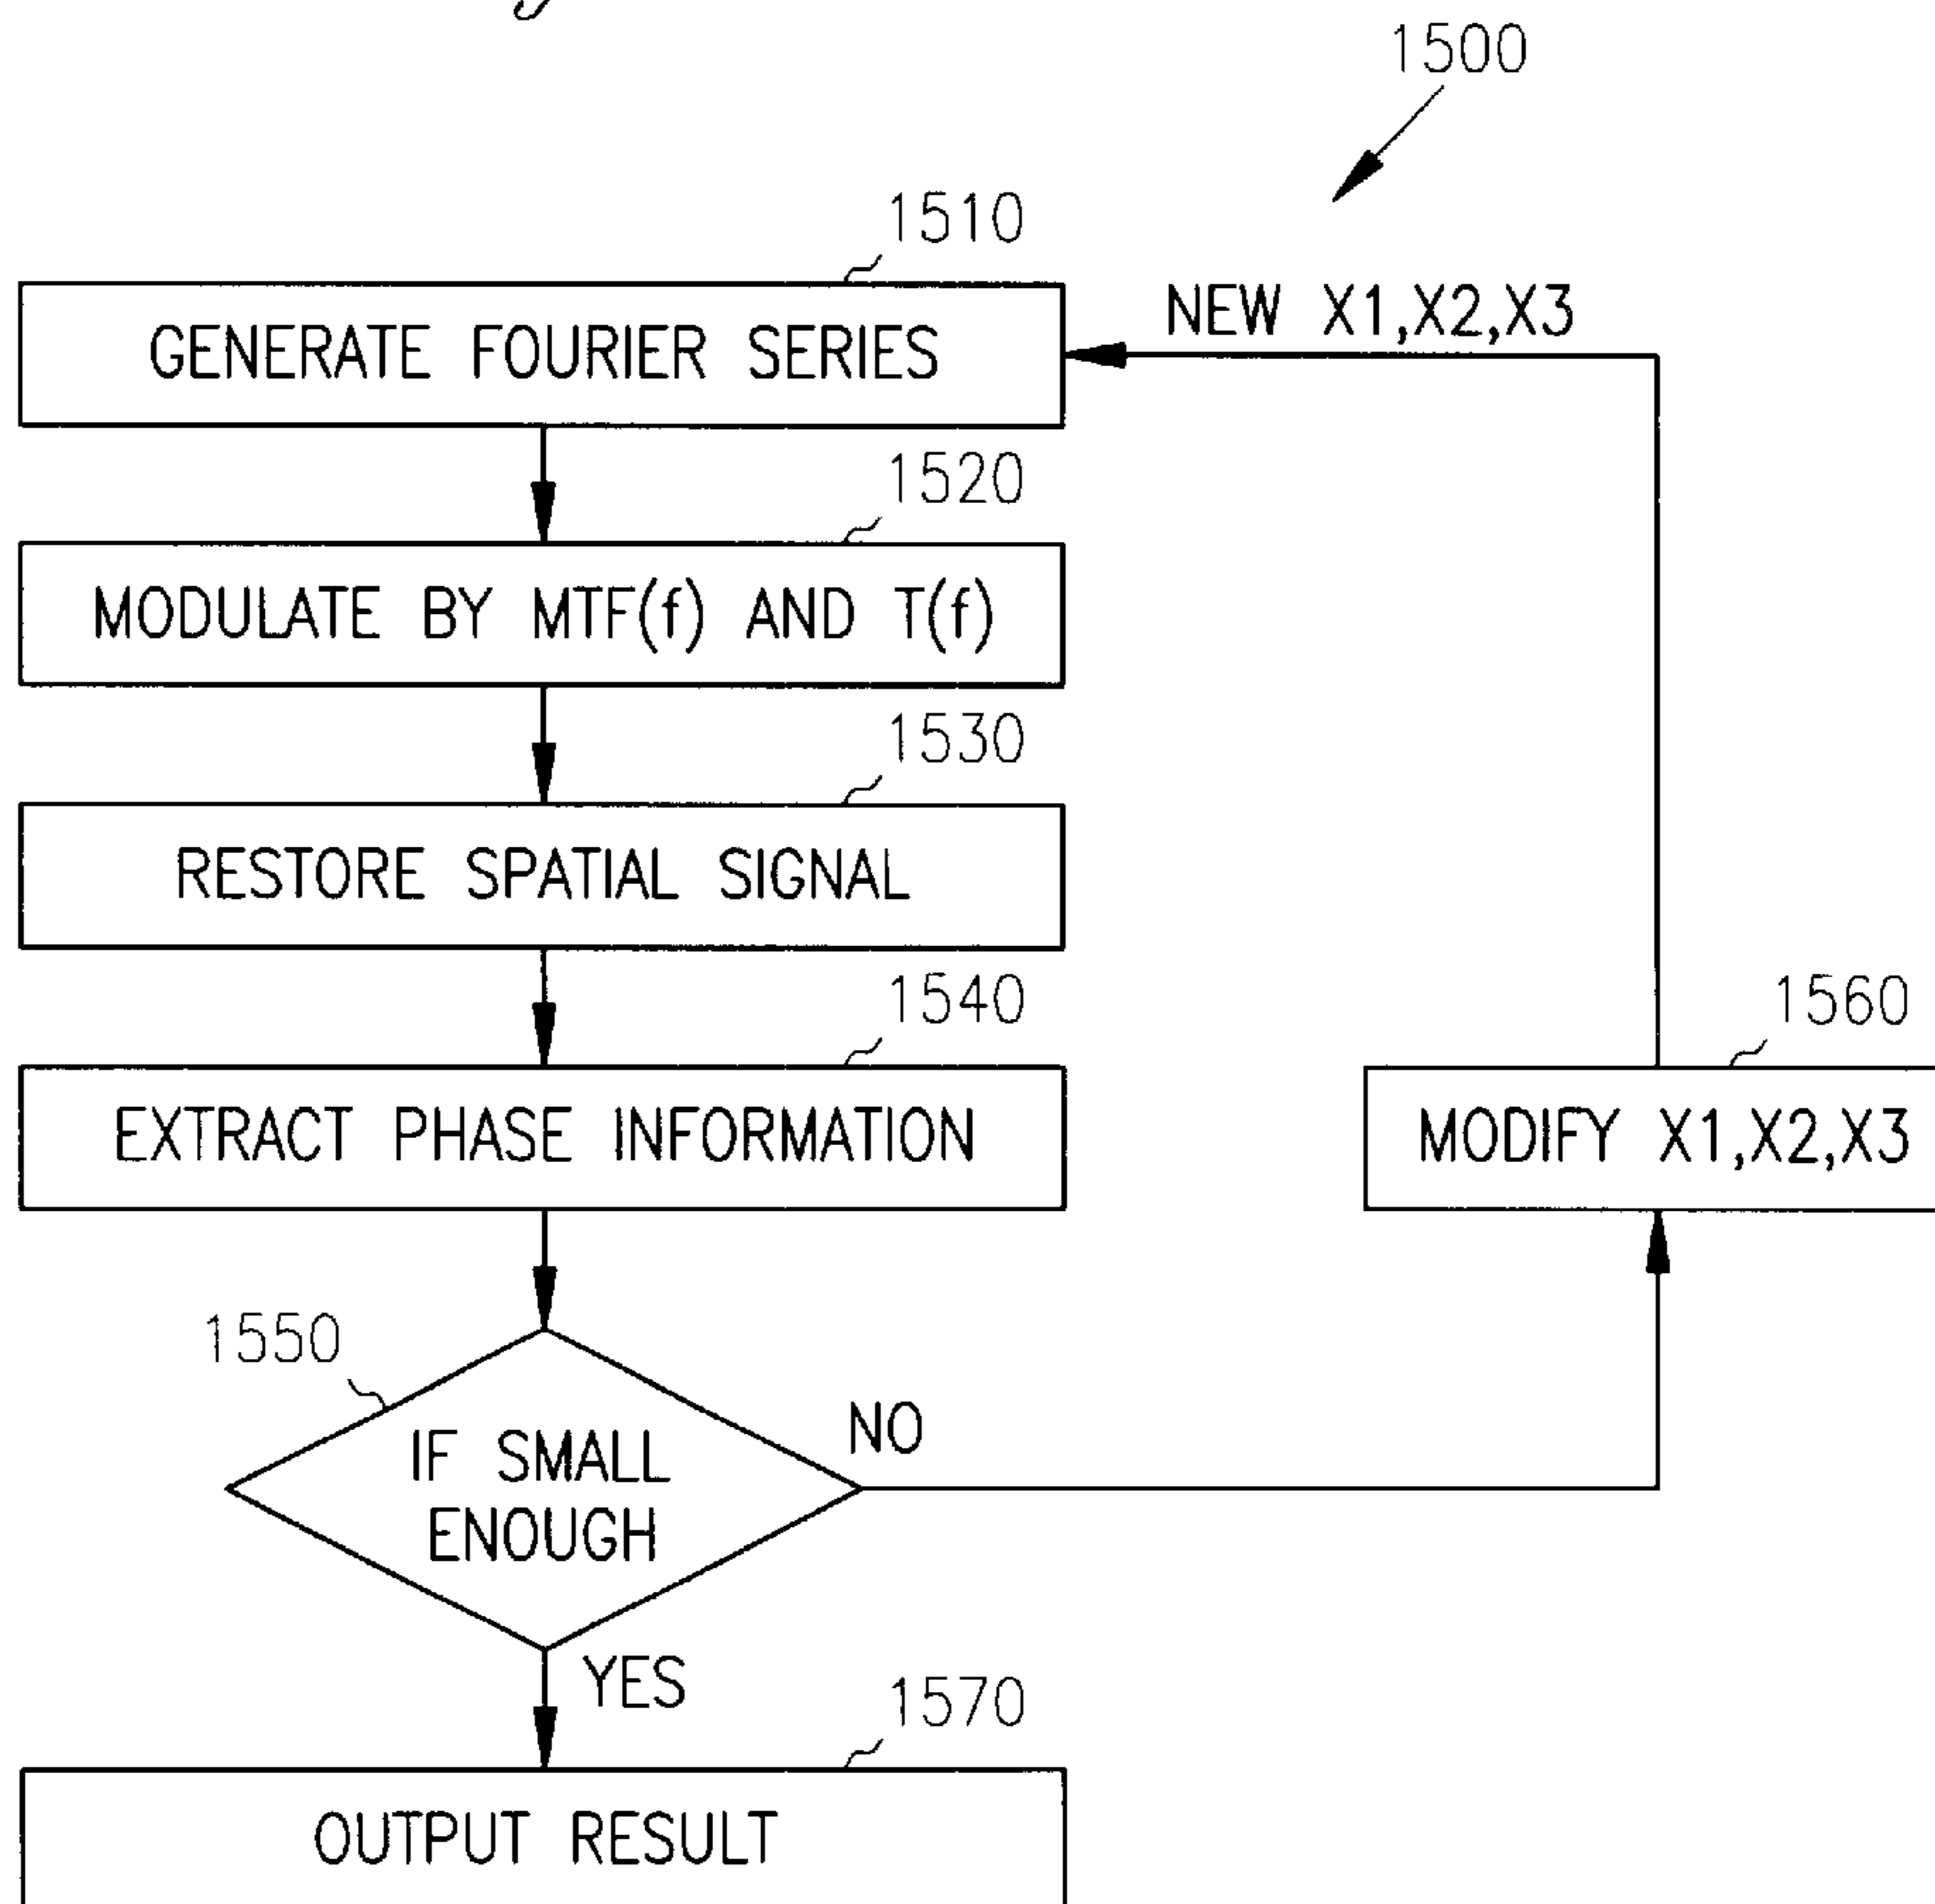 1500
1510
GENERATE FOURIER SERIES
NEW X1,X2,X3
1520
MODULATE BY MTF(f) AND T(f)
1530
RESTORE SPATIAL SIGNAL
1540
EXTRACT PHASE INFORMATION
1560
MODIFY X1,X2,X3
1550
IF SMALL
ENOUGH
NO
YES
1570
OUTPUT RESULT